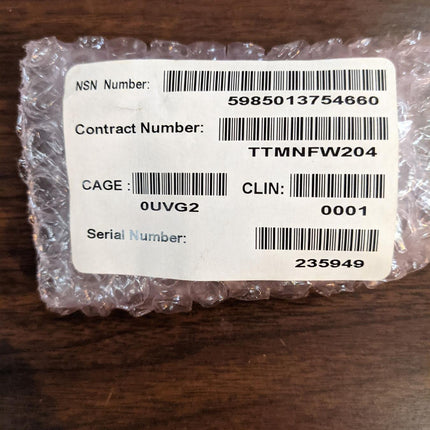 NSN Number:
5985013754660
Contract Number:
TTMNFW204
CAGE : CLIN:
0UVG2 0001
Serial Number:
235949